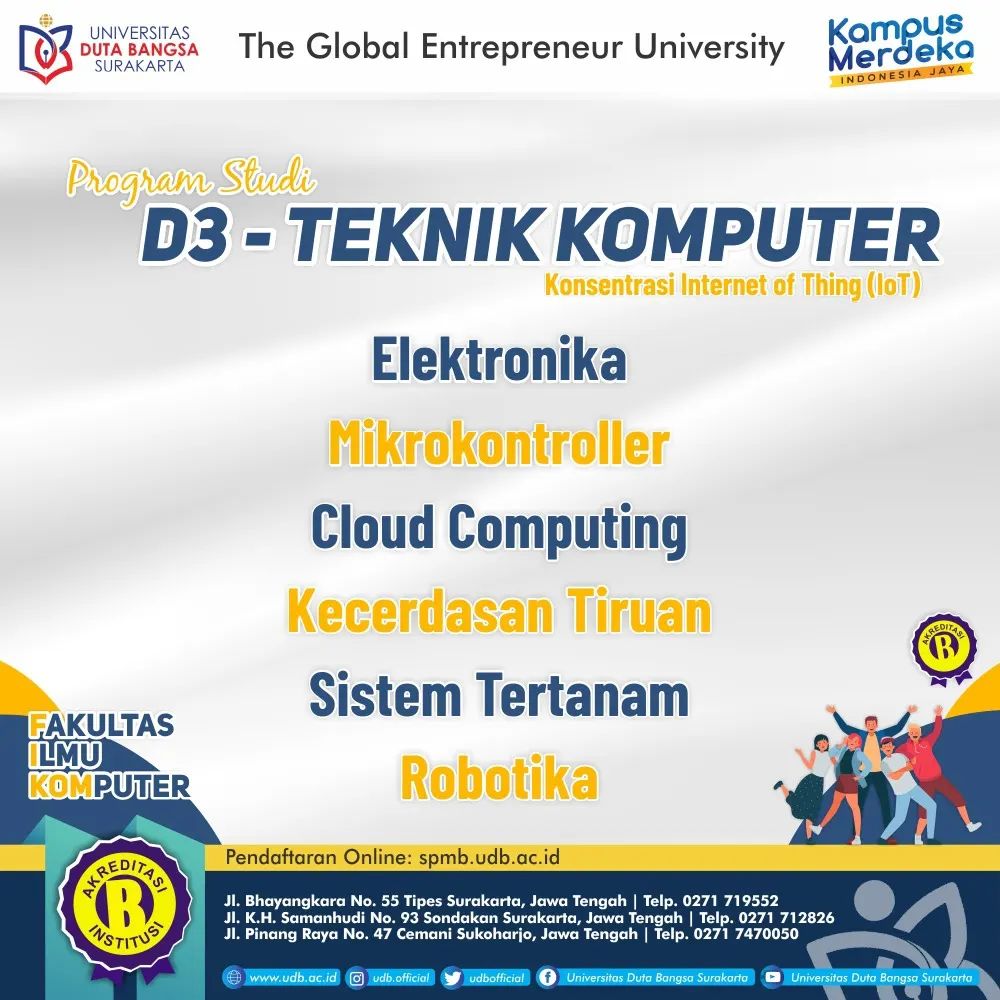 UNIVERSITAS
DUTA BANGSA
SURAKARTA
The Global Entrepreneur University
Kampus
Merdeka
INDONESIA JAYA
Program Studi
D3 - TEKNIK KOMPUTER
Konsentrasi Internet of Thing (IoT)
Elektronika
Mikrokontroller
Cloud Computing
Kecerdasan Tiruan
Sistem Tertanam
Robotika
AKREDITASI
B
FAKULTAS
ILMU
KOMPUTER
AKREDITASI
B
INSTITUSI
Pendaftaran Online: spmb.udb.ac.id
Jl. Bhayangkara No. 55 Tipes Surakarta, Jawa Tengah | Telp. 0271 719552
Jl. K.H. Samanhudi No. 93 Sondakan Surakarta, Jawa Tengah | Telp. 0271 712826
Jl. Pinang Raya No. 47 Cemani Sukoharjo, Jawa Tengah | Telp. 0271 7470050
www.udb.ac.id udb.official udbofficial Universitas Duta Bangsa Surakarta Universitas Duta Bangsa Surakarta